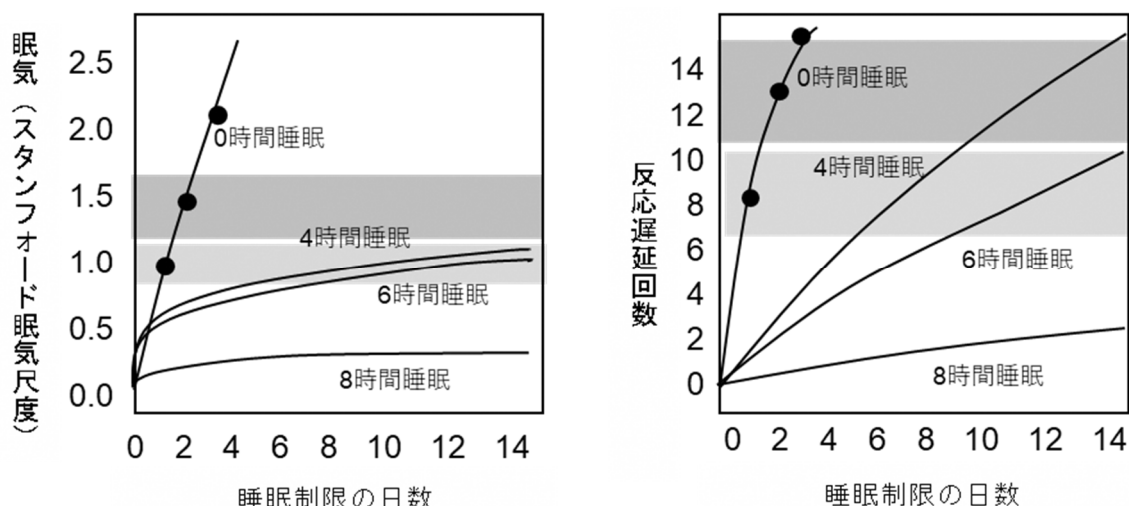 眠気（スタンフォード眠気尺度）
2.5
2.0
1.5
1.0
0.5
0.0
0時間睡眠
4時間睡眠
6時間睡眠
8時間睡眠
0 2 4 6 8 10 12 14
睡眠制限の日数
反応遅延回数
14
12
10
8
6
4
2
0
0時間睡眠
4時間睡眠
6時間睡眠
8時間睡眠
0 2 4 6 8 10 12 14
睡眠制限の日数